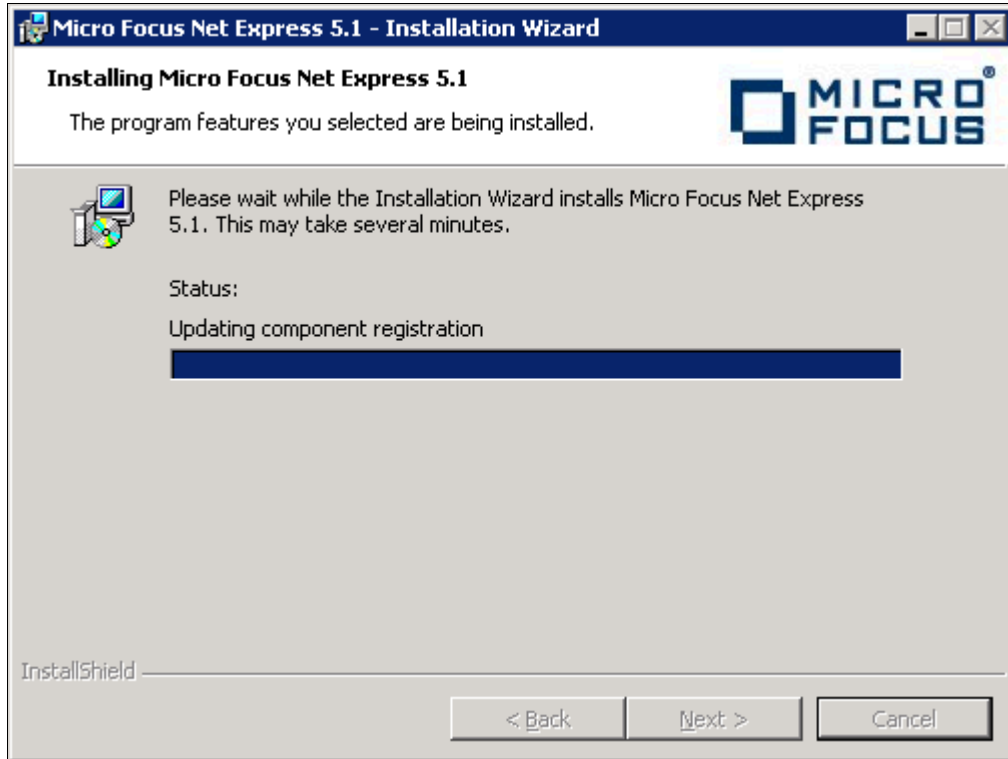 Micro Focus Net Express 5.1 - Installation Wizard
Installing Micro Focus Net Express 5.1
The program features you selected are being installed.
MICRO
FOCUS®
Please wait while the Installation Wizard installs Micro Focus Net Express
5.1. This may take several minutes.
Status:
Updating component registration
InstallShield
< Back
Next >
Cancel